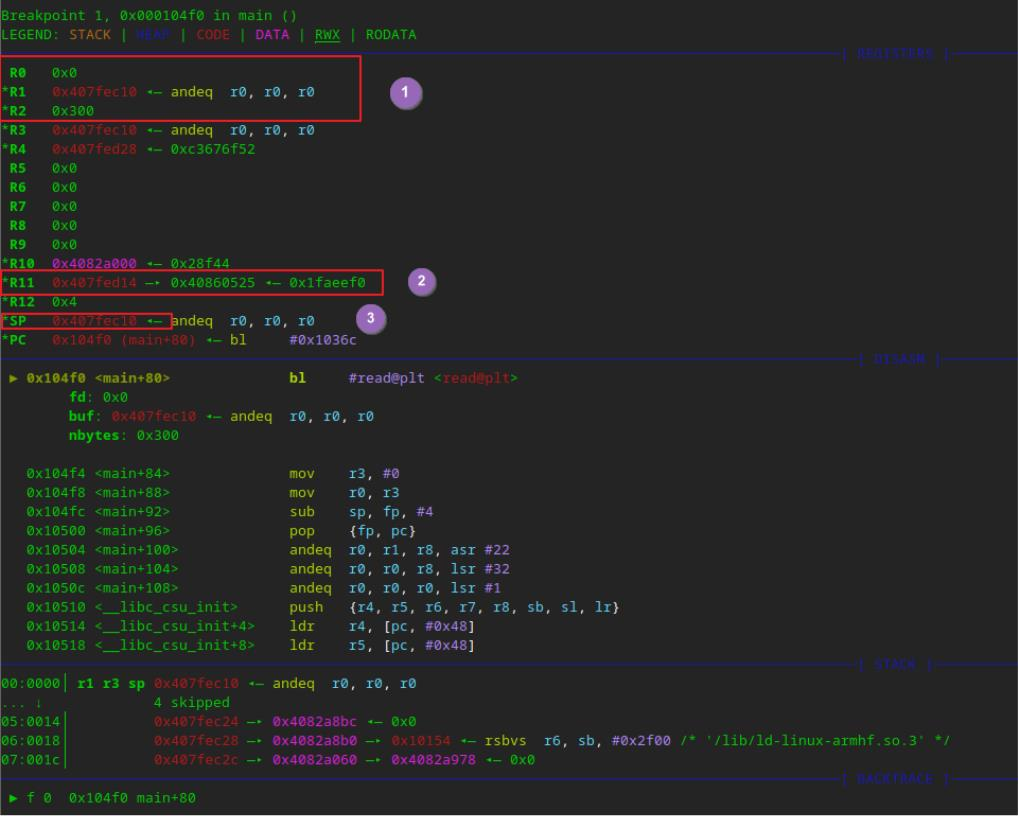 Breakpoint 1, 0x000104f0 in main ()
LEGEND: STACK | HEAP | CODE | DATA | RWX | RODATA
[ REGISTERS ]
R0 0x0
*R1 0x407fec10 ◂— andeq r0, r0, r0
1
*R2 0x300
*R3 0x407fec10 ◂— andeq r0, r0, r0
*R4 0x407fed28 ◂— 0xc3676f52
R5 0x0
R6 0x0
R7 0x0
R8 0x0
R9 0x0
*R10 0x4082a000 ◂— 0x28f44
*R11 0x407fed14 —▸ 0x40860525 ◂— 0x1faeef0
2
*R12 0x4
*SP 0x407fec10 ◂— andeq r0, r0, r0
3
*PC 0x104f0 (main+80) ◂— bl #0x1036c
[ DISASM ]
► 0x104f0 <main+80> bl #read@plt <read@plt>
fd: 0x0
buf: 0x407fec10 ◂— andeq r0, r0, r0
nbytes: 0x300
0x104f4 <main+84> mov r3, #0
0x104f8 <main+88> mov r0, r3
0x104fc <main+92> sub sp, fp, #4
0x10500 <main+96> pop {fp, pc}
0x10504 <main+100> andeq r0, r1, r8, asr #22
0x10508 <main+104> andeq r0, r0, r8, lsr #32
0x1050c <main+108> andeq r0, r0, r0, lsr #1
0x10510 <__libc_csu_init> push {r4, r5, r6, r7, r8, sb, sl, lr}
0x10514 <__libc_csu_init+4> ldr r4, [pc, #0x48]
0x10518 <__libc_csu_init+8> ldr r5, [pc, #0x48]
[ STACK ]
00:0000│ r1 r3 sp 0x407fec10 ◂— andeq r0, r0, r0
... ↓ 4 skipped
05:0014│ 0x407fec24 —▸ 0x4082a8bc ◂— 0x0
06:0018│ 0x407fec28 —▸ 0x4082a8b0 —▸ 0x10154 ◂— rsbvs r6, sb, #0x2f00 /* '/lib/ld-linux-armhf.so.3' */
07:001c│ 0x407fec2c —▸ 0x4082a060 —▸ 0x4082a978 ◂— 0x0
[ BACKTRACE ]
► f 0 0x104f0 main+80